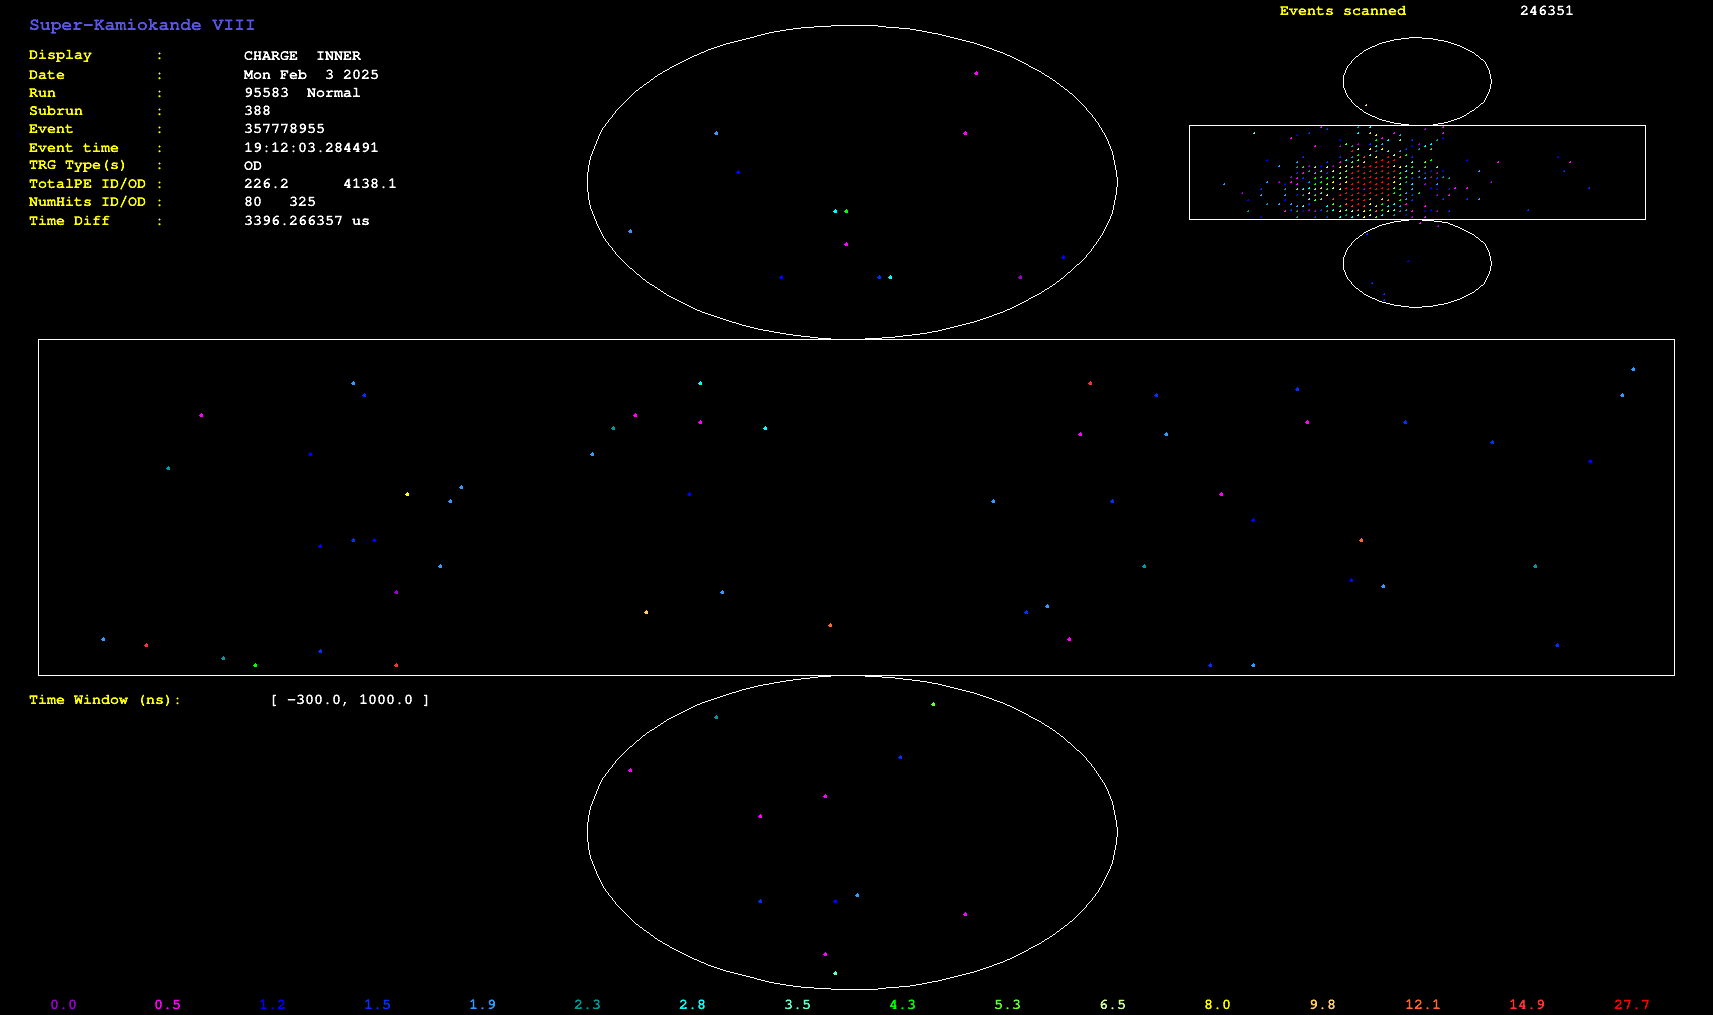 Super-Kamiokande VIII
Events scanned 246351
Display : CHARGE INNER
Date : Mon Feb 3 2025
Run : 95583 Normal
Subrun : 388
Event : 357778955
Event time : 19:12:03.284491
TRG Type(s) : OD
TotalPE ID/OD : 226.2 4138.1
NumHits ID/OD : 80 325
Time Diff : 3396.266357 us
Time Window (ns): [ -300.0, 1000.0 ]
0.0 0.5 1.2 1.5 1.9 2.3 2.8 3.5 4.3 5.3 6.5 8.0 9.8 12.1 14.9 27.7